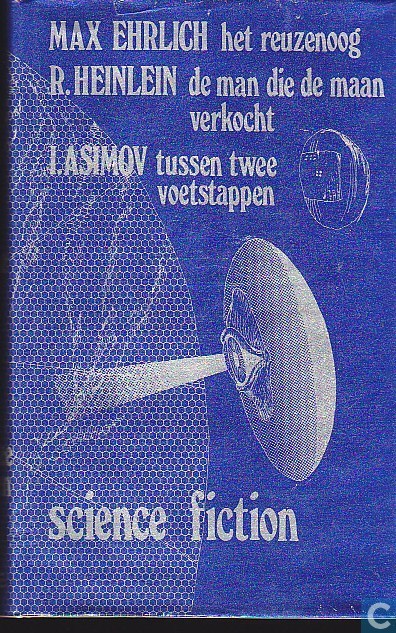 MAX EHRLICH het reuzenoog
R. HEINLEIN de man die de maan
verkocht
I. ASIMOV tussen twee
voetstappen
science fiction
C